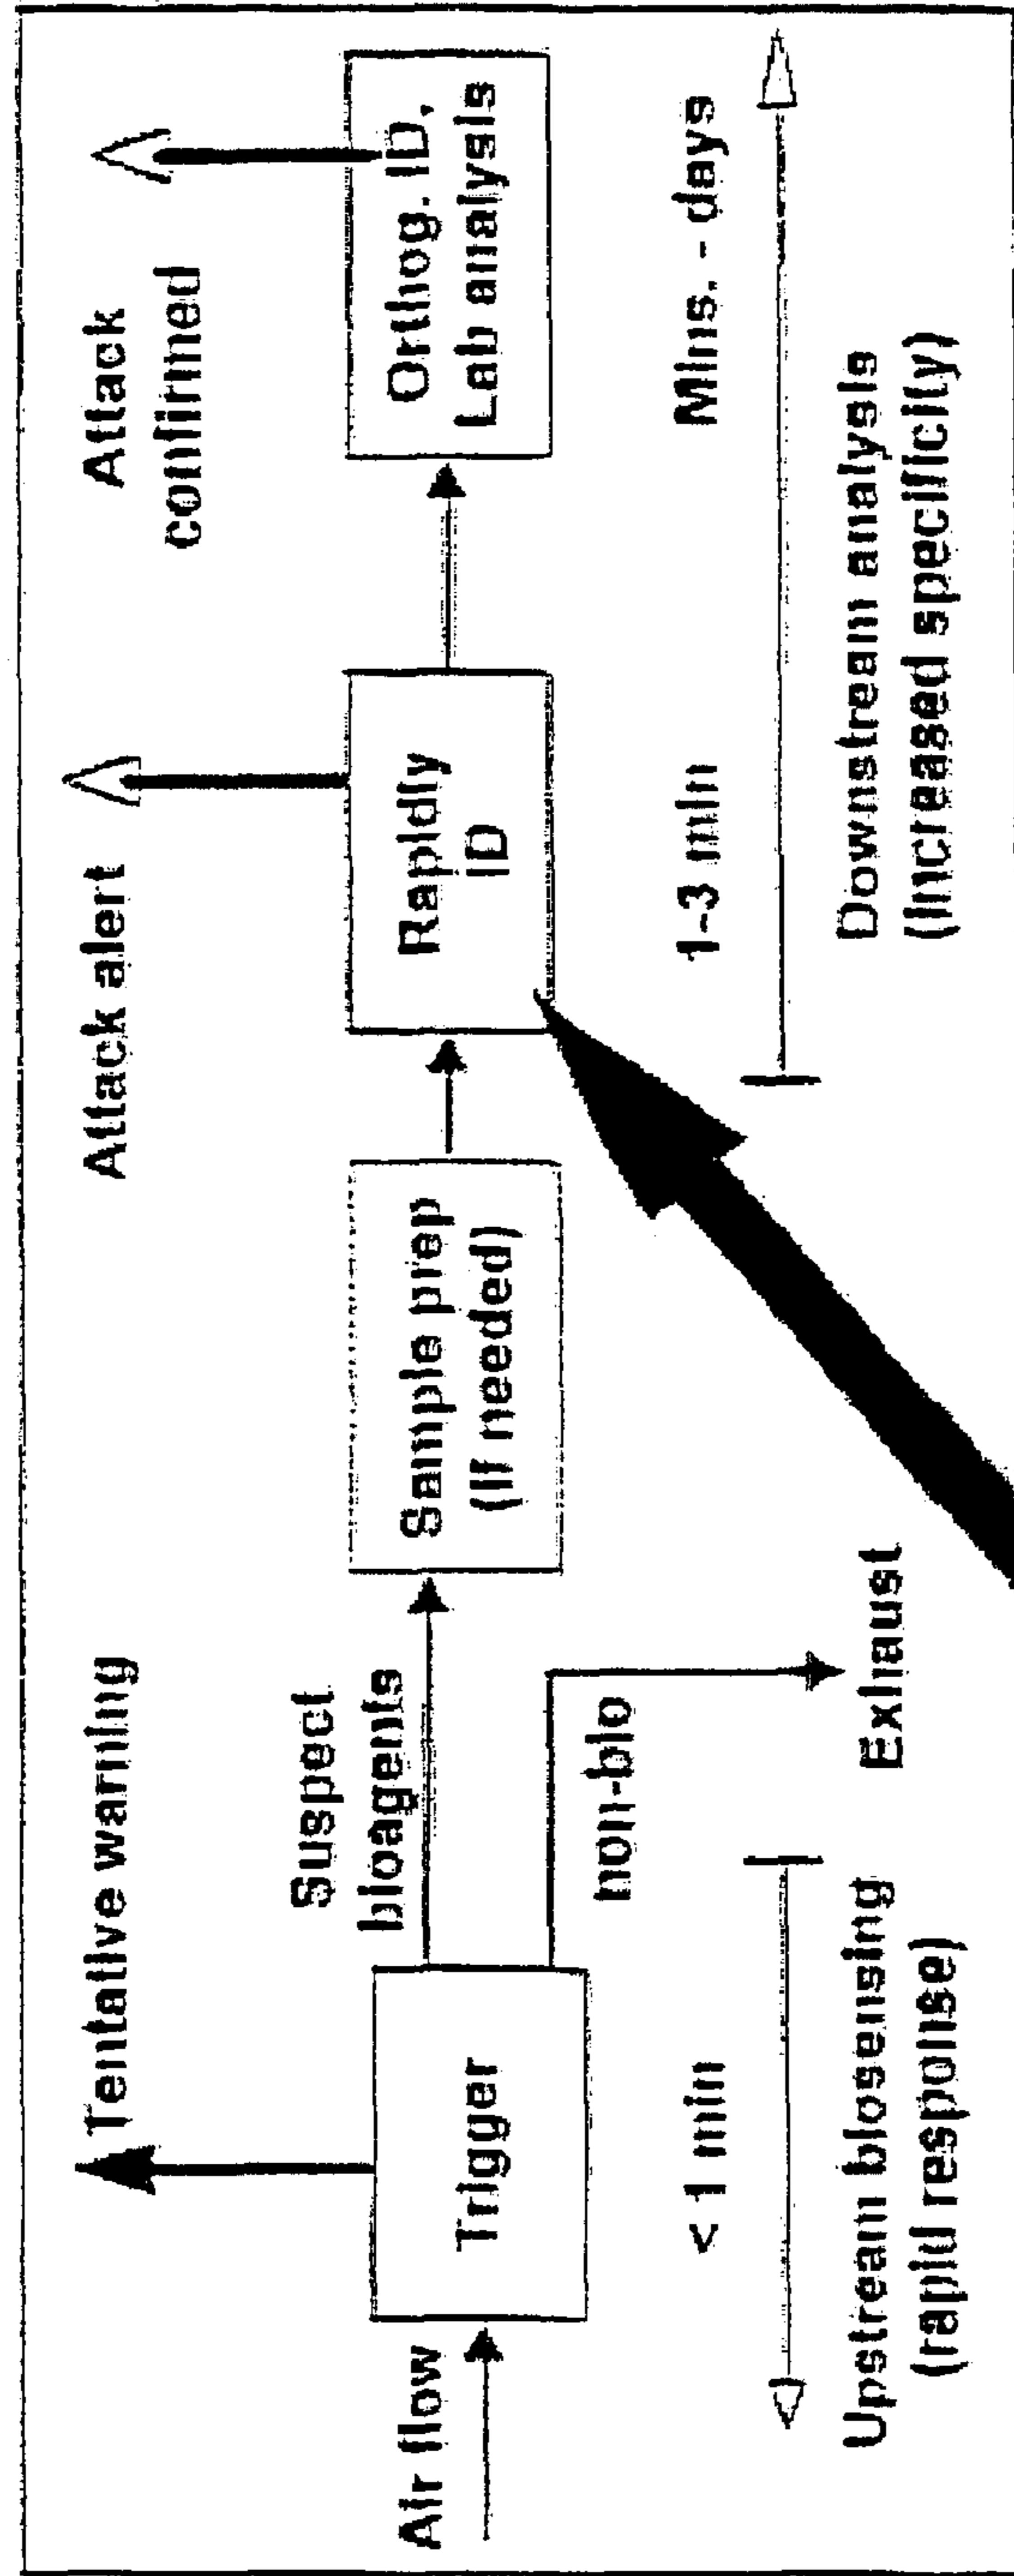 Tentative warning
Attack alert
Attack
confirmed
Air flow
Trigger
Suspect
bioagents
non-bio
Exhaust
Sample prep
(if needed)
Rapidly
ID
Orthog. ID,
Lab analysis
< 1 min
1-3 min
Mins. - days
Upstream biosensing
(rapid response)
Downstream analysis
(increased specificity)